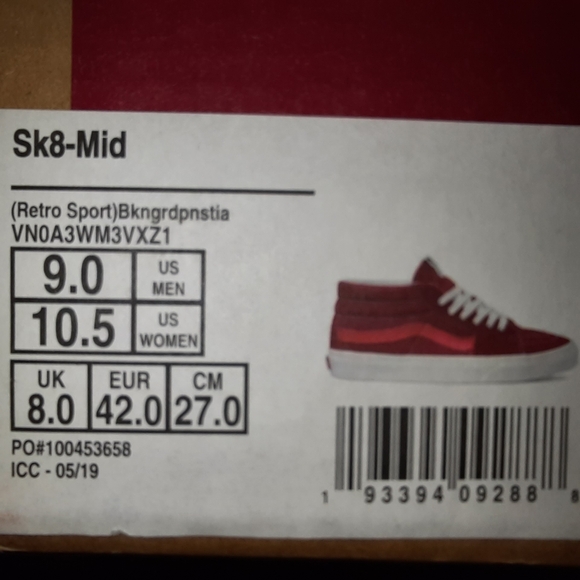 Sk8-Mid
(Retro Sport)Bkngrdpnstia
VN0A3WM3VXZ1
9.0 US MEN
10.5 US WOMEN
UK EUR CM
8.0 42.0 27.0
PO#100453658
ICC - 05/19
1 93394 09288 8